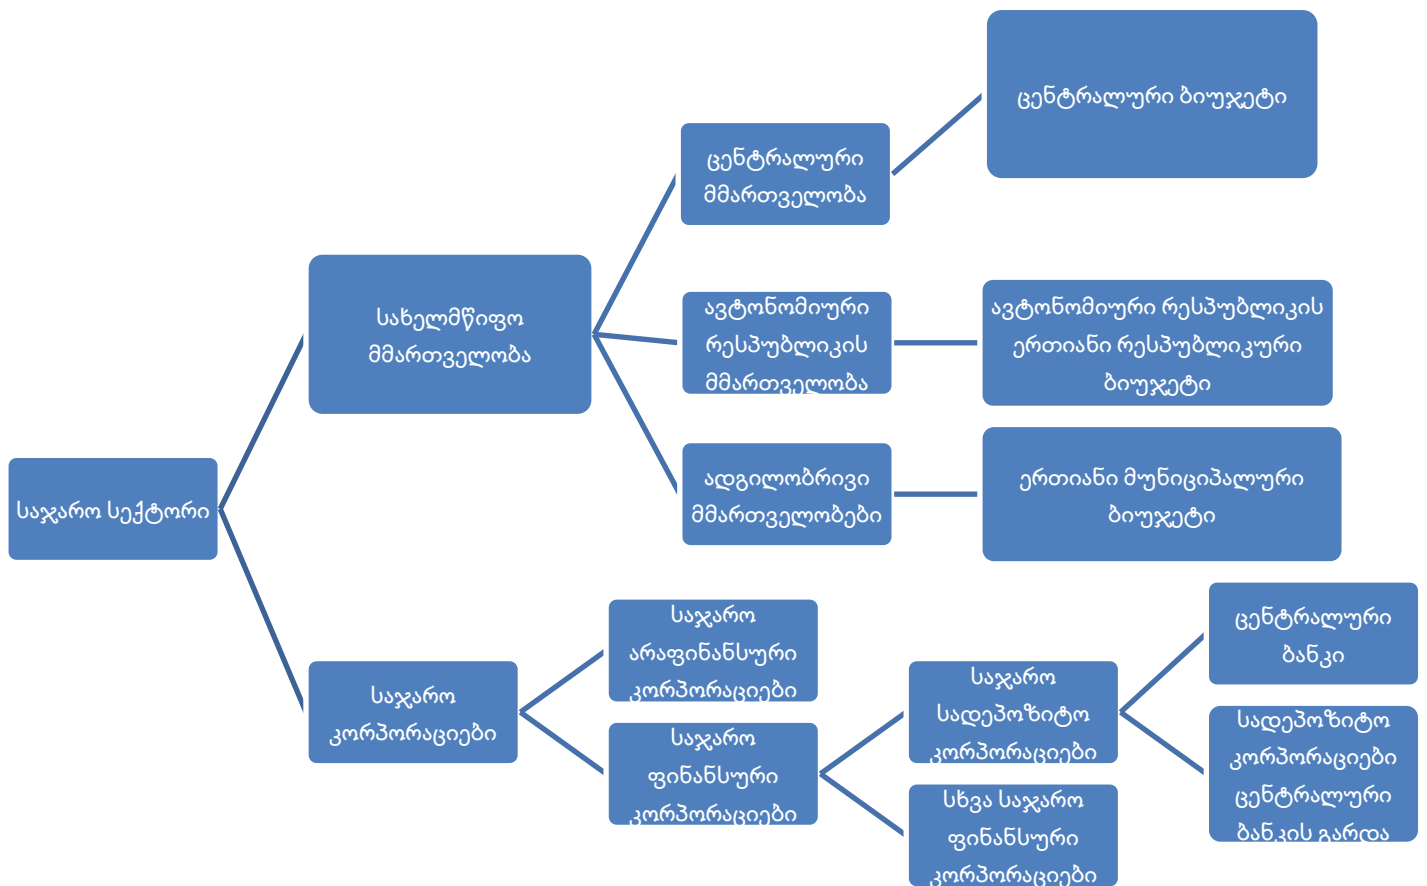 ცენტრალური ბიუჯეტი
ცენტრალური
მმართველობა
სახელმწიფო
მმართველობა
ავტონომიური
რესპუბლიკის
მმართველობა
ავტონომიური რესპუბლიკის
ერთიანი რესპუბლიკური
ბიუჯეტი
ადგილობრივი
მმართველობები
ერთიანი მუნიციპალური
ბიუჯეტი
საჯარო სექტორი
საჯარო
კორპორაციები
საჯარო
არაფინანსური
კორპორაციები
საჯარო
ფინანსური
კორპორაციები
საჯარო
სადეპოზიტო
კორპორაციები
სხვა საჯარო
ფინანსური
კორპორაციები
ცენტრალური
ბანკი
სადეპოზიტო
კორპორაციები
ცენტრალური
ბანკის გარდა